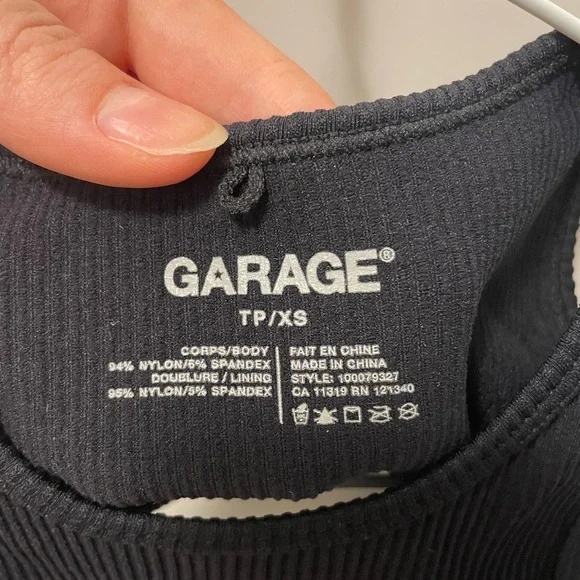 GARAGE®
TP/XS
CORPS/BODY
94% NYLON/6% SPANDEX
DOUBLURE / LINING
95% NYLON/5% SPANDEX
FAIT EN CHINE
MADE IN CHINA
STYLE: 100079327
CA 11319 RN 121340